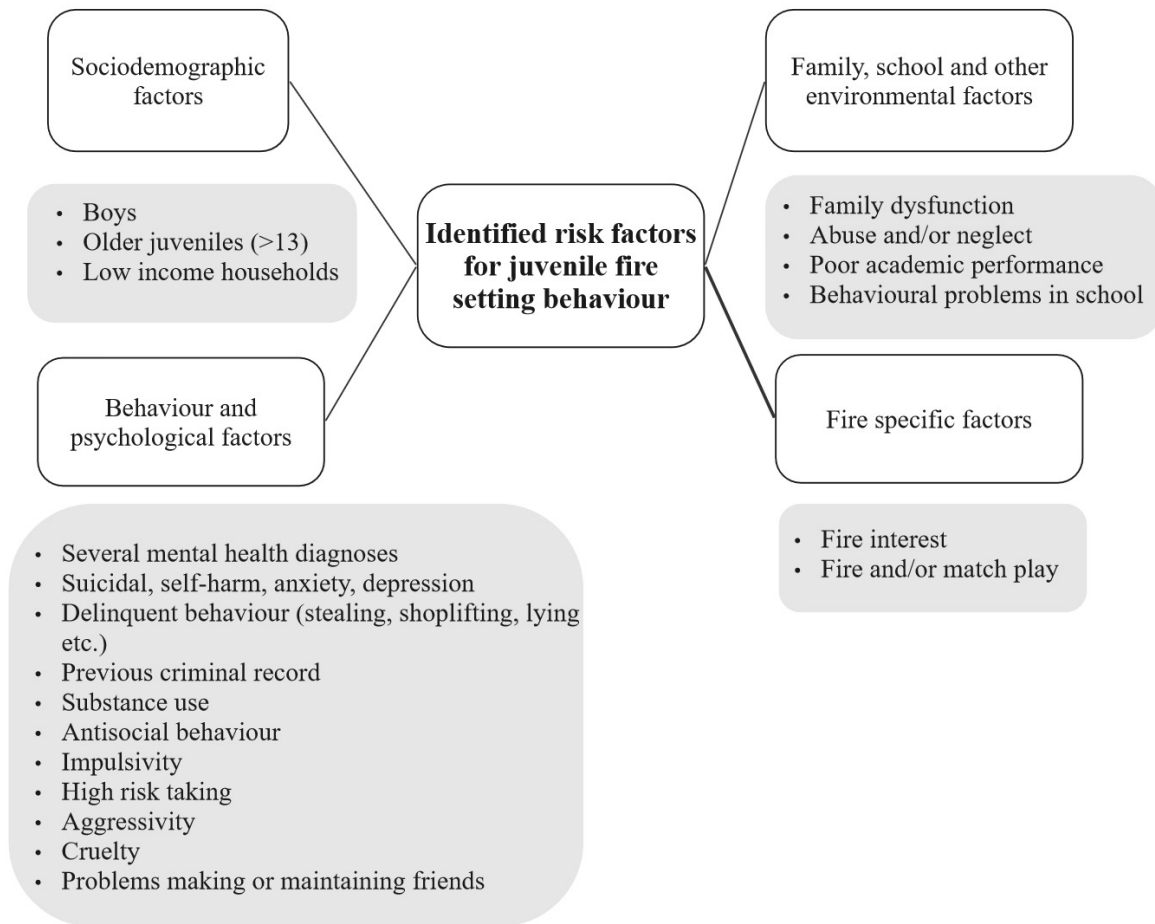 Sociodemographic
factors
• Boys
• Older juveniles (>13)
• Low income households
Behaviour and
psychological factors
• Several mental health diagnoses
• Suicidal, self-harm, anxiety, depression
• Delinquent behaviour (stealing, shoplifting, lying
etc.)
• Previous criminal record
• Substance use
• Antisocial behaviour
• Impulsivity
• High risk taking
• Aggressivity
• Cruelty
• Problems making or maintaining friends
Identified risk factors
for juvenile fire
setting behaviour
Family, school and other
environmental factors
• Family dysfunction
• Abuse and/or neglect
• Poor academic performance
• Behavioural problems in school
Fire specific factors
• Fire interest
• Fire and/or match play